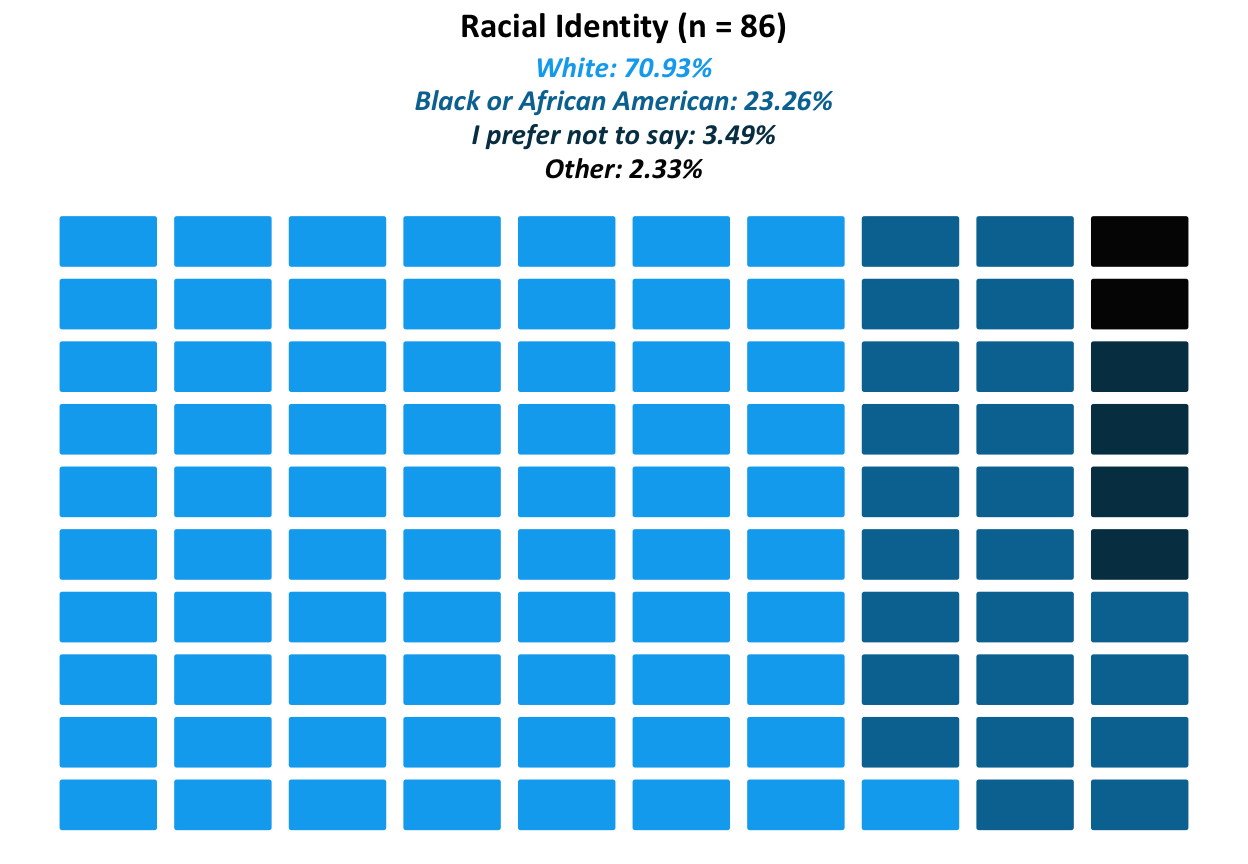 Racial Identity (n = 86)
White: 70.93%
Black or African American: 23.26%
I prefer not to say: 3.49%
Other: 2.33%